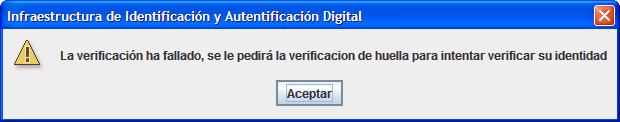 Infraestructura de Identificación y Autentificación Digital
La verificación ha fallado, se le pedirá la verificacion de huella para intentar verificar su identidad
Aceptar